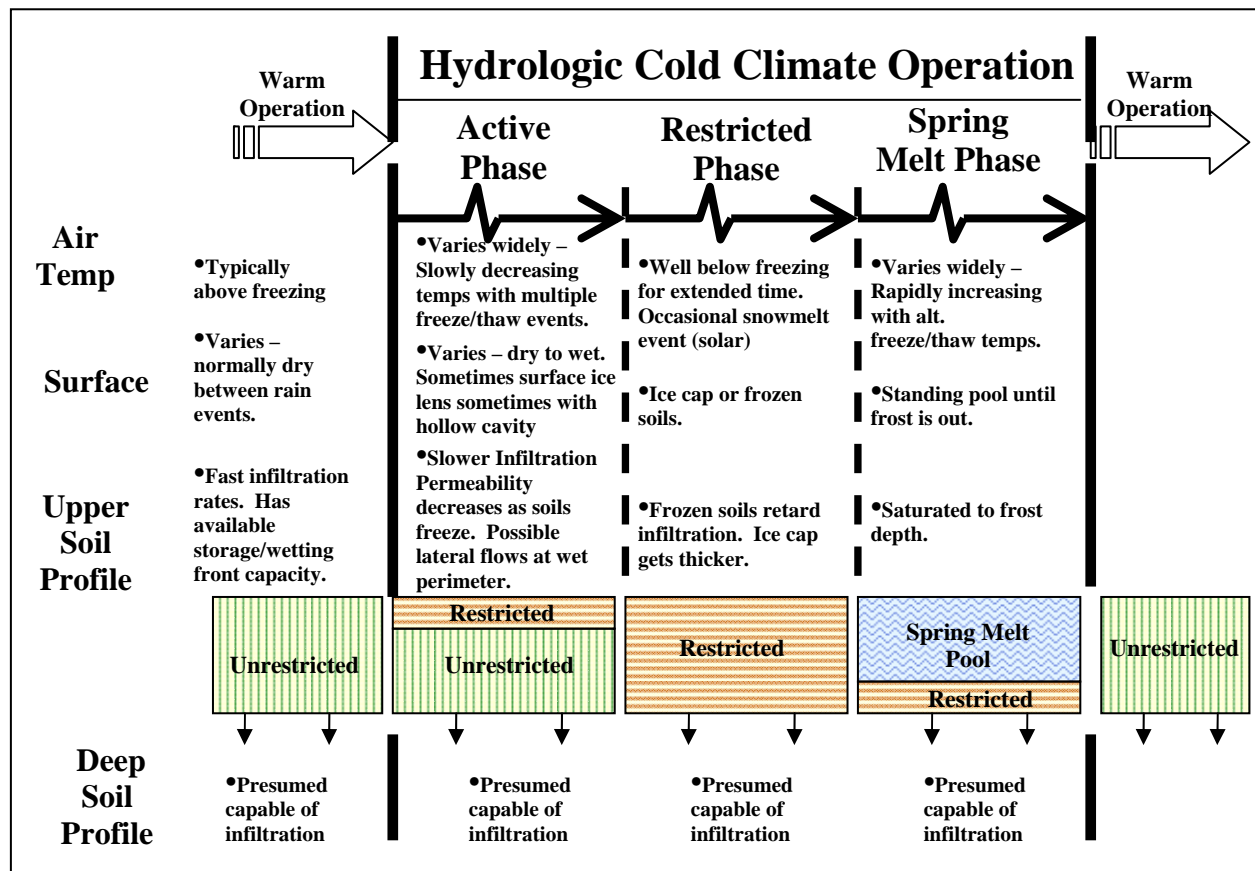 Hydrologic Cold Climate Operation
Warm
Operation
Active
Phase
Restricted
Phase
Spring
Melt Phase
Warm
Operation
Air
Temp
•Typically
above freezing
•Varies widely –
Slowly decreasing
temps with multiple
freeze/thaw events.
•Well below freezing
for extended time.
Occasional snowmelt
event (solar)
•Varies widely –
Rapidly increasing
with alt.
freeze/thaw temps.
Surface
•Varies –
normally dry
between rain
events.
•Varies – dry to wet.
Sometimes surface ice
lens sometimes with
hollow cavity
•Ice cap or frozen
soils.
•Standing pool until
frost is out.
Upper
Soil
Profile
•Fast infiltration
rates. Has
available
storage/wetting
front capacity.
•Slower Infiltration
Permeability
decreases as soils
freeze. Possible
lateral flows at wet
perimeter.
•Frozen soils retard
infiltration. Ice cap
gets thicker.
•Saturated to frost
depth.
Unrestricted
Restricted
Unrestricted
Restricted
Spring Melt
Pool
Restricted
Unrestricted
Deep
Soil
Profile
•Presumed
capable of
infiltration
•Presumed
capable of
infiltration
•Presumed
capable of
infiltration
•Presumed
capable of
infiltration